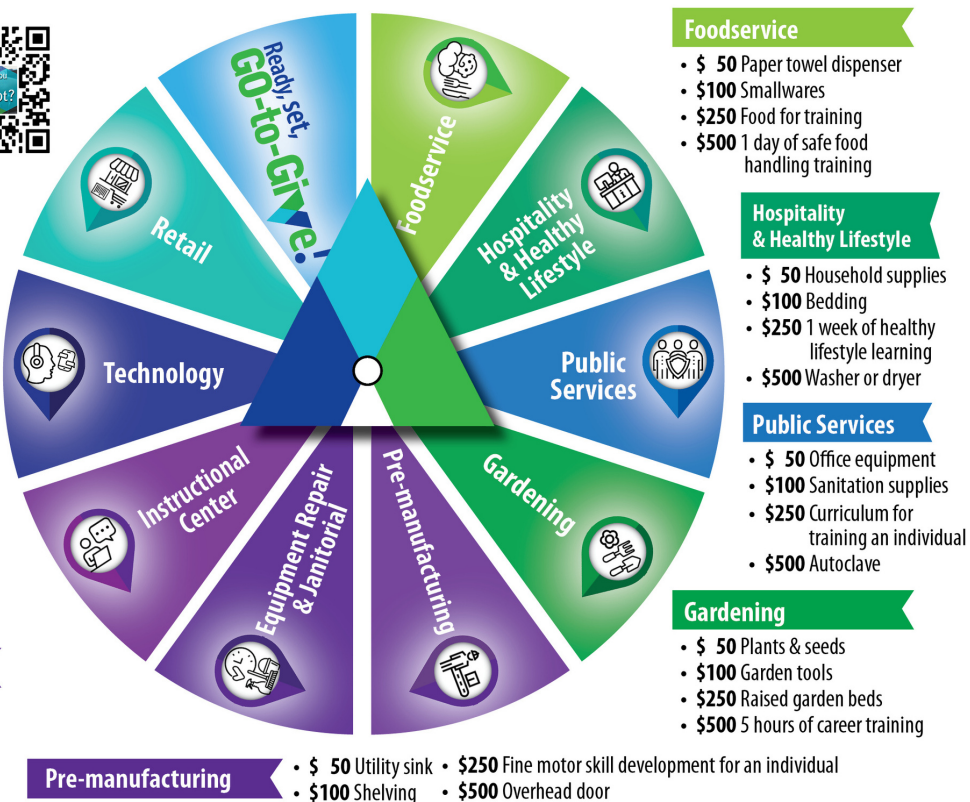 ot?
Ready, set,
GO-to-Give!
Foodservice
Hospitality
& Healthy
Lifestyle
Public
Services
Gardening
Pre-manufacturing
Equipment Repair
& Janitorial
Instructional
Center
Technology
Retail
Foodservice
• $ 50 Paper towel dispenser
• $100 Smallwares
• $250 Food for training
• $500 1 day of safe food
handling training
Hospitality
& Healthy Lifestyle
• $ 50 Household supplies
• $100 Bedding
• $250 1 week of healthy
lifestyle learning
• $500 Washer or dryer
Public Services
• $ 50 Office equipment
• $100 Sanitation supplies
• $250 Curriculum for
training an individual
• $500 Autoclave
Gardening
• $ 50 Plants & seeds
• $100 Garden tools
• $250 Raised garden beds
• $500 5 hours of career training
Pre-manufacturing
• $ 50 Utility sink • $250 Fine motor skill development for an individual
• $100 Shelving • $500 Overhead door